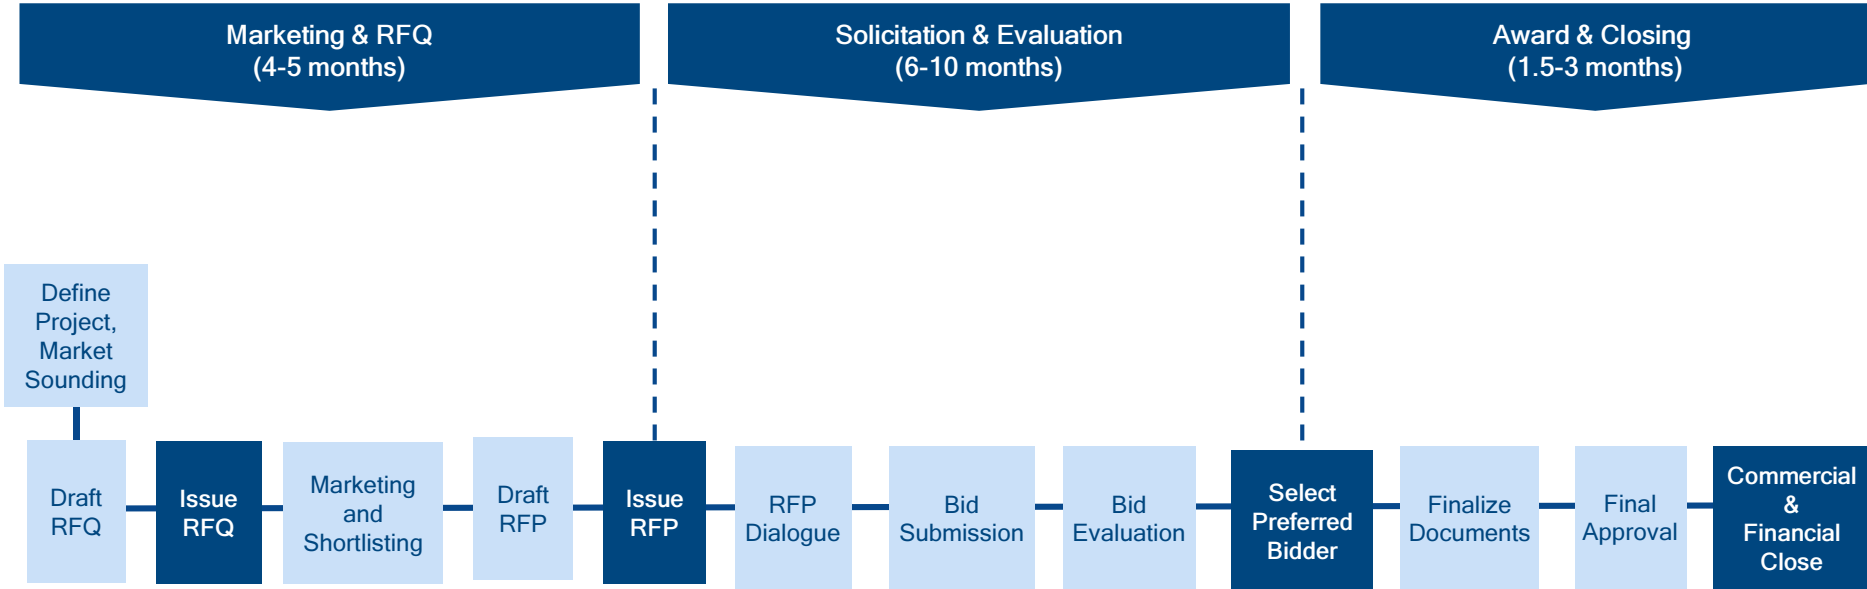 Marketing & RFQ
(4-5 months)
Solicitation & Evaluation
(6-10 months)
Award & Closing
(1.5-3 months)
Define
Project,
Market
Sounding
Draft
RFQ
Issue
RFQ
Marketing
and
Shortlisting
Draft
RFP
Issue
RFP
RFP
Dialogue
Bid
Submission
Bid
Evaluation
Select
Preferred
Bidder
Finalize
Documents
Final
Approval
Commercial
&
Financial
Close